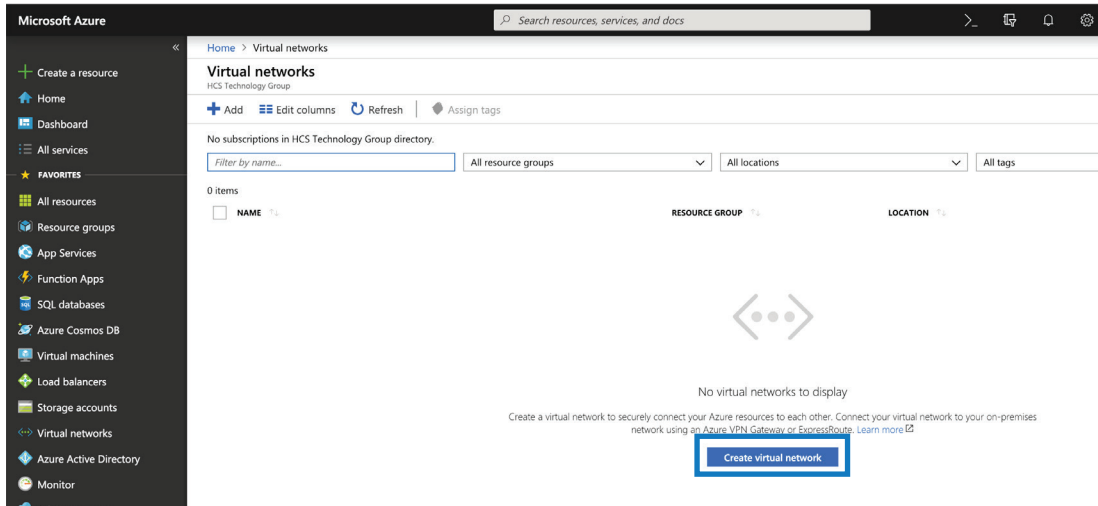 Microsoft Azure
Search resources, services, and docs
>_
«
Home > Virtual networks
Create a resource
Home
Dashboard
All services
FAVORITES
All resources
Resource groups
App Services
Function Apps
SQL databases
Azure Cosmos DB
Virtual machines
Load balancers
Storage accounts
Virtual networks
Azure Active Directory
Monitor
Virtual networks
HCS Technology Group
Add Edit columns Refresh Assign tags
No subscriptions in HCS Technology Group directory.
Filter by name... All resource groups All locations All tags
0 items
NAME RESOURCE GROUP LOCATION
No virtual networks to display
Create a virtual network to securely connect your Azure resources to each other. Connect your virtual network to your on-premises
network using an Azure VPN Gateway or ExpressRoute. Learn more
Create virtual network